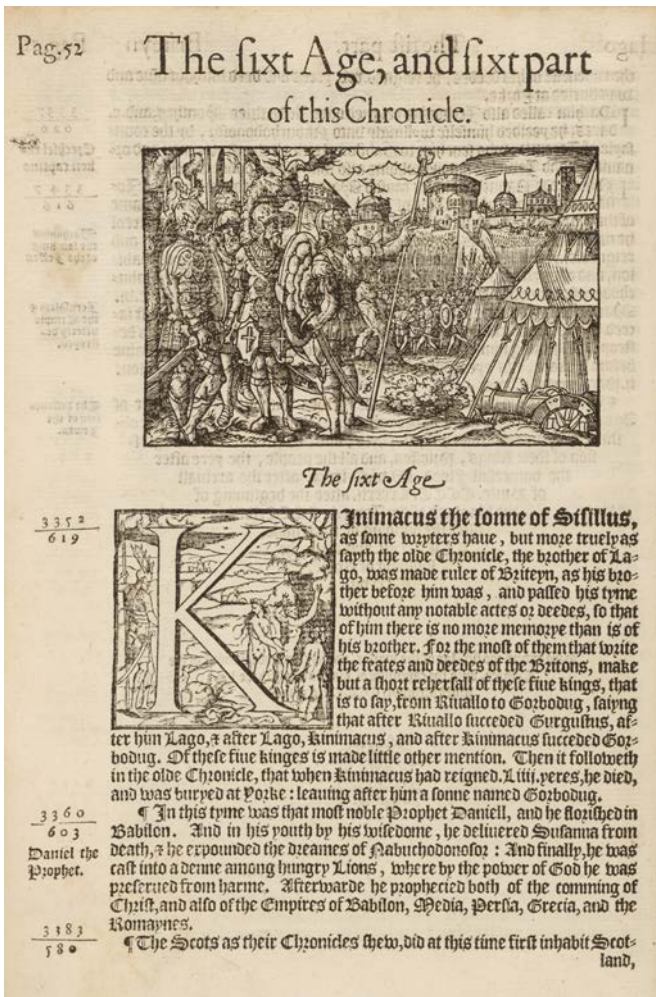 Pag.52
The sixt Age, and sixt part
of this Chronicle.
The sixt Age
3352
619
KInimacus the sonne of Sisillus,
as some wryters haue, but more truely as
sayth the olde Chronicle, the brother of La-
go, was made ruler of Briteyn, as his bro-
ther before him was, and passed his tyme
without any notable actes or deedes, so that
of him there is no more memorye than is of
his brother. For the most of them that write
the feates and deedes of the Britons, make
but a short rehersall of these fiue kings, that
is to say, from Riuallo to Gorbodug, saiyng
that after Riuallo succeded Gurgustus, af-
ter him Lago, & after Lago, Kinimacus, and after Kinimacus succeded Gor-
bodug. Of these fiue kinges is made little other mention. Then it followeth
in the olde Chronicle, that when Kinimacus had reigned. Liiij. yeres, he died,
and was buryed at Yorke: leauing after him a sonne named Gorbodug.
3360
603
Daniel the
Prophet.
¶ In this tyme was that most noble Prophet Daniell, and he florished in
Babilon. And in his youth by his wisedome, he deliuered Susanna from
death, & he expounded the dreames of Nabuchodonosor: And finally, he was
cast into a denne among hungry Lions, where by the power of God he was
preserued from harme. Afterwarde he prophecied both of the comming of
Christ, and also of the Empires of Babilon, Media, Persia, Grecia, and the
Romaynes.
3383
580
¶ The Scots as their Chronicles shew, did at this time first inhabit Scot-
land,